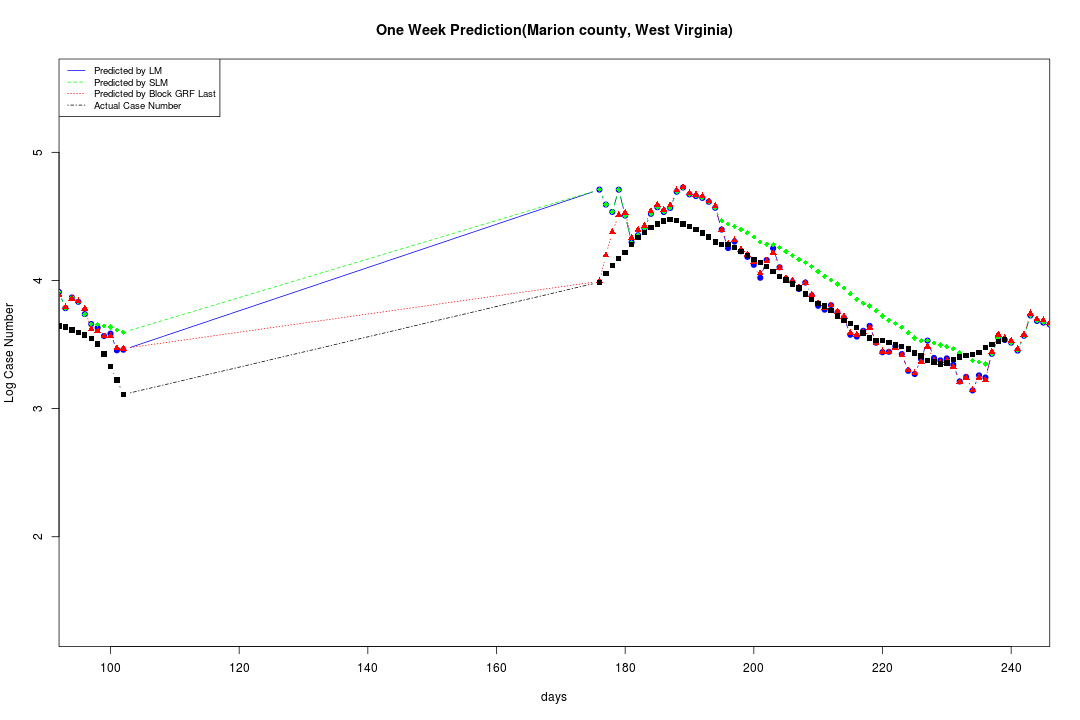 One Week Prediction(Marion county, West Virginia)
Predicted by LM
Predicted by SLM
Predicted by Block GRF Last
Actual Case Number
5
4
3
2
Log Case Number
100 120 140 160 180 200 220 240
days